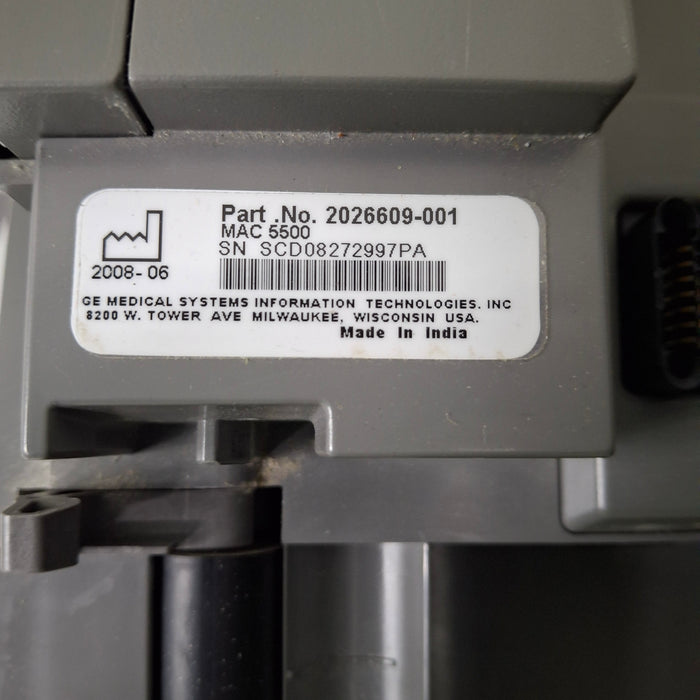 Part .No. 2026609-001
MAC 5500
SN SCD08272997PA
2008-06
GE MEDICAL SYSTEMS INFORMATION TECHNOLOGIES. INC
8200 W. TOWER AVE MILWAUKEE, WISCONSIN USA.
Made In India